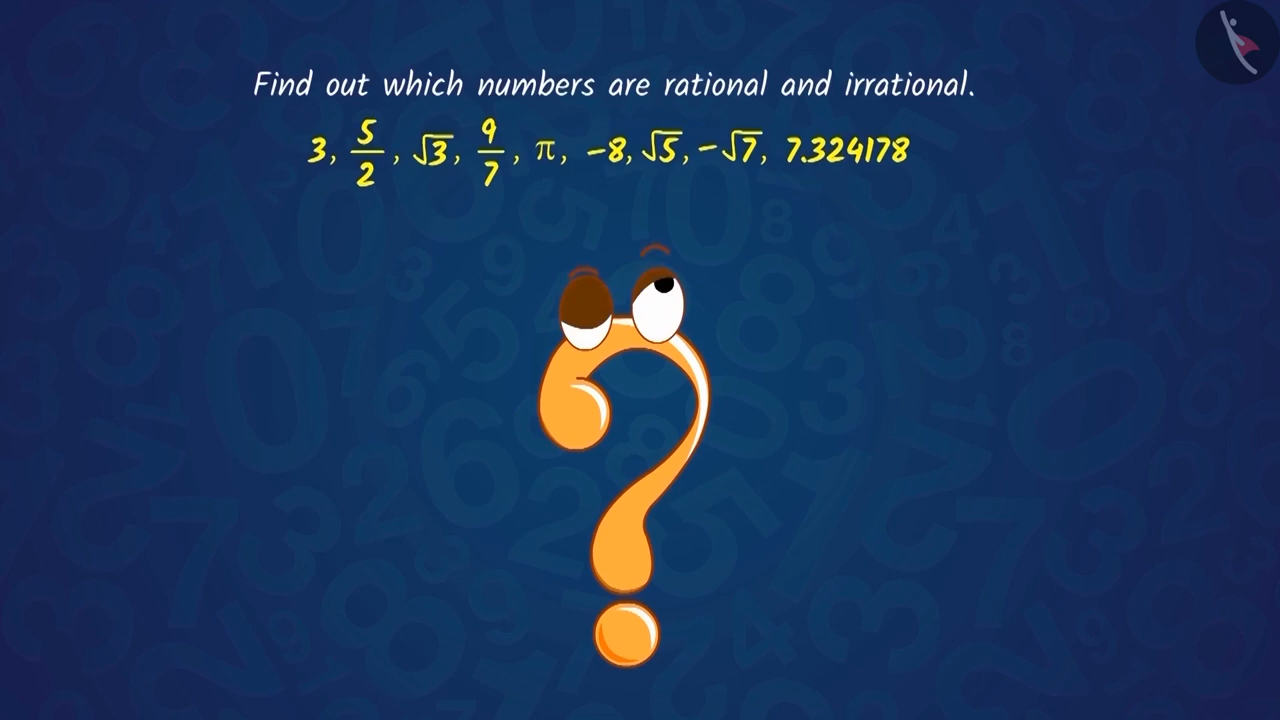 Find out which numbers are rational and irrational.
3, 5/2, √3, 9/7, π, -8, √5, -√7, 7.324178